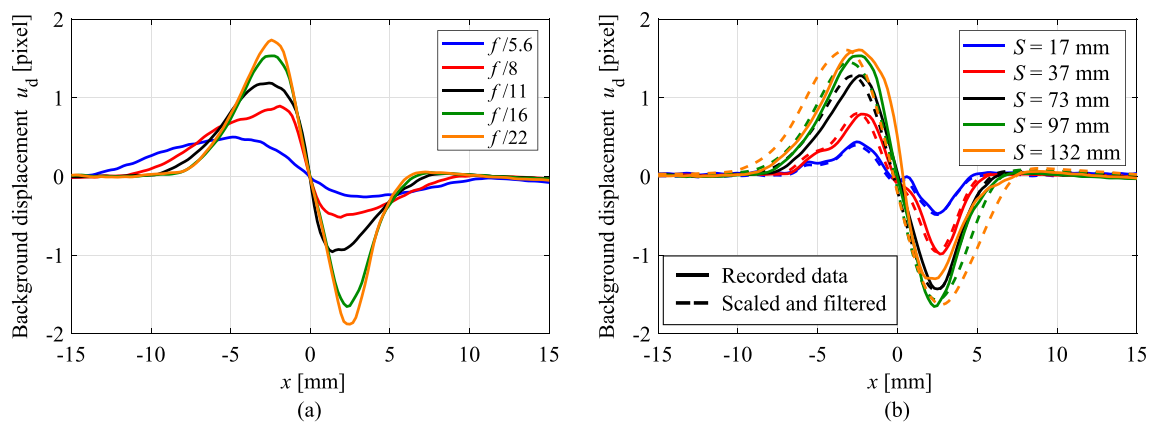 2
1
0
-1
-2
Background displacement u_d [pixel]
f/5.6
f/8
f/11
f/16
f/22
-15 -10 -5 0 5 10 15
x [mm]
(a)
2
1
0
-1
-2
Background displacement u_d [pixel]
S = 17 mm
S = 37 mm
S = 73 mm
S = 97 mm
S = 132 mm
Recorded data
Scaled and filtered
-15 -10 -5 0 5 10 15
x [mm]
(b)